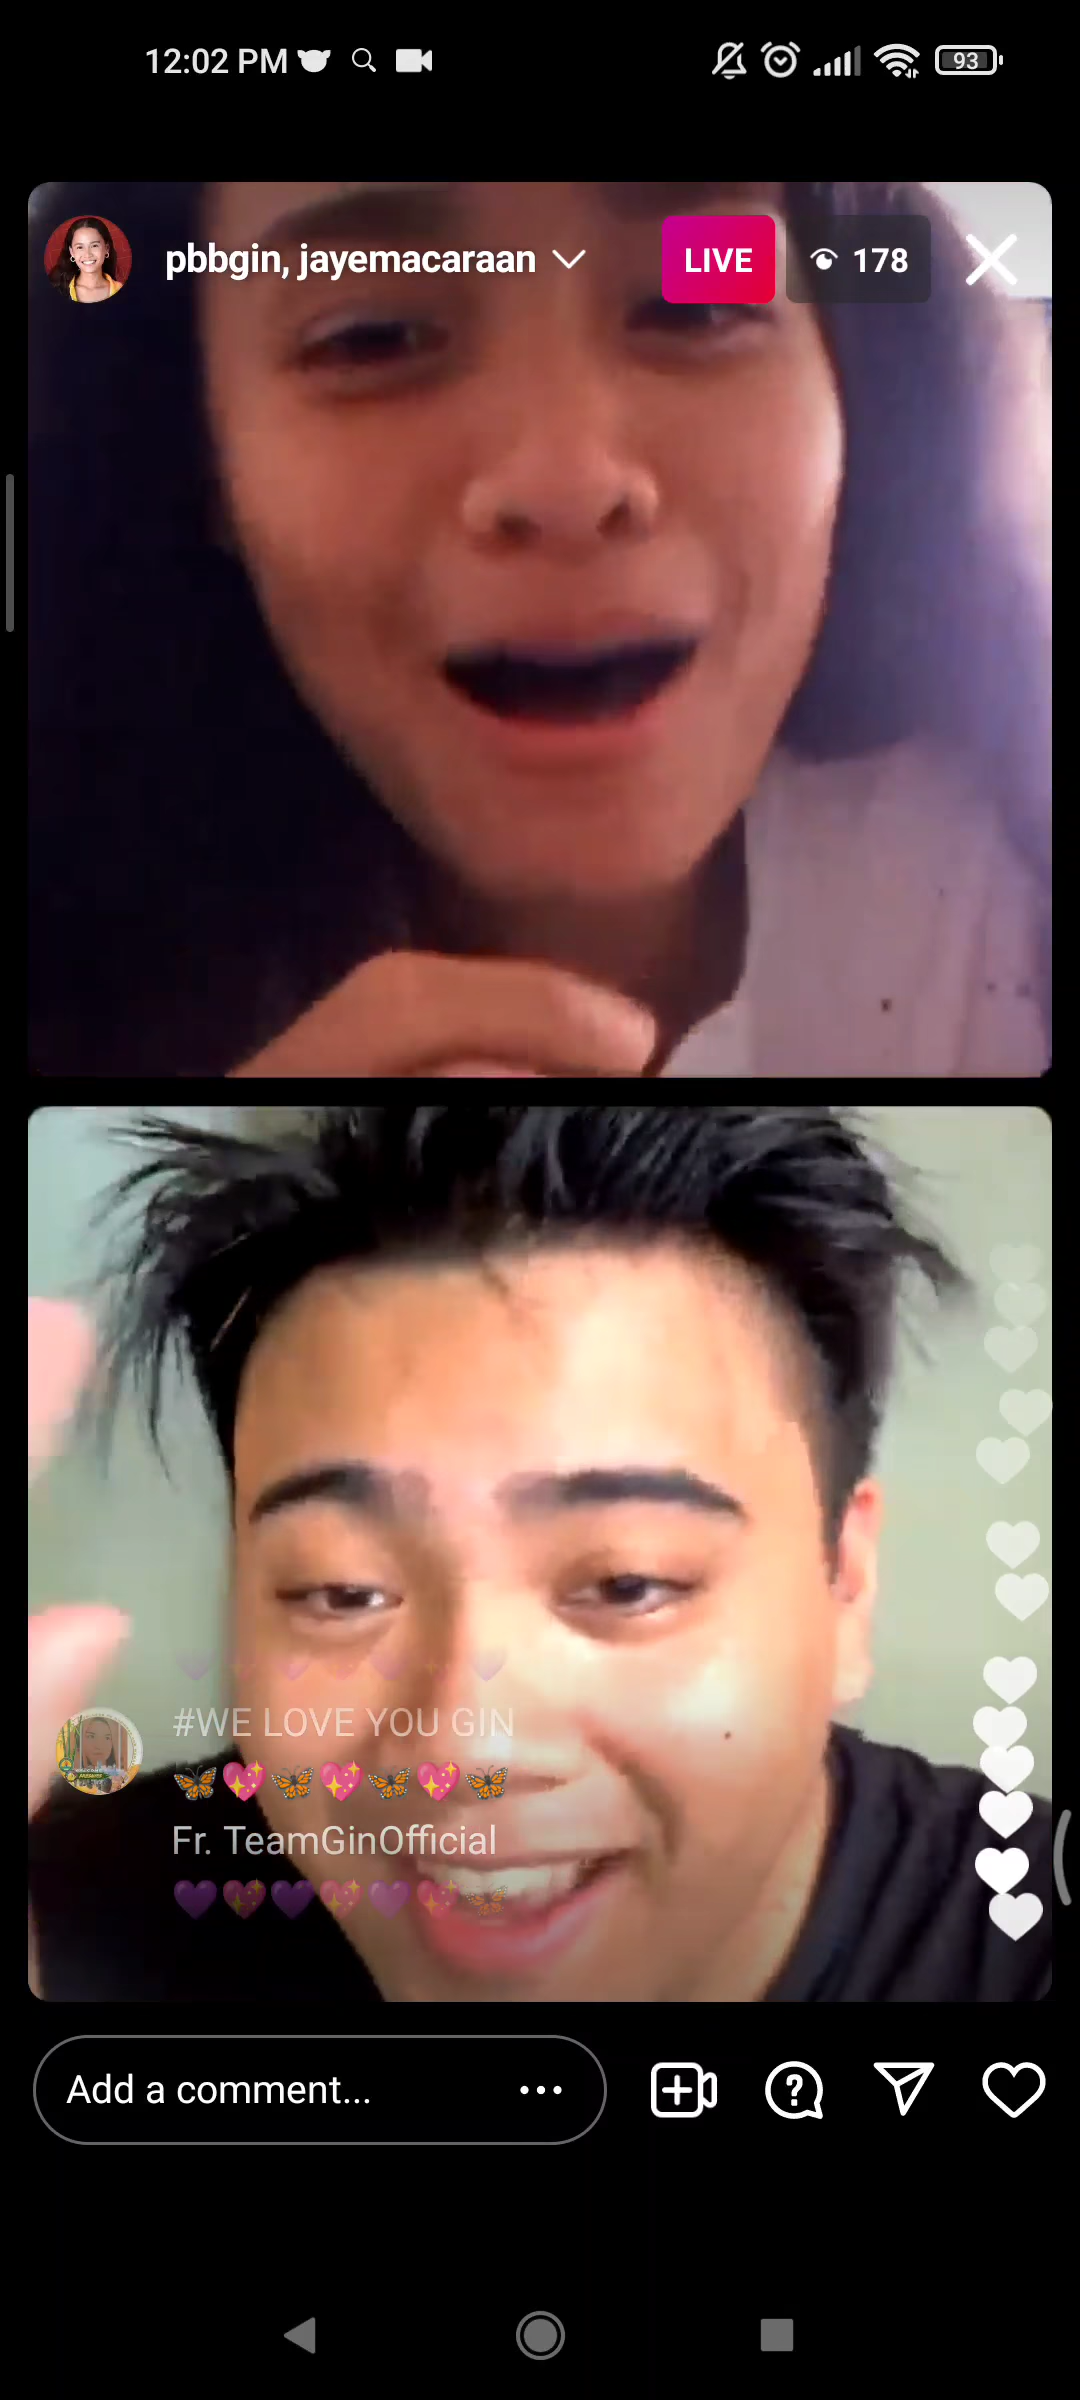 12:02 PM
93
pbbgin, jayemacaraan
LIVE
178
#WE LOVE YOU GIN
🦋💖🦋💖🦋💖🦋
Fr. TeamGinOfficial
💜💖💜💖💜💖🦋
Add a comment...